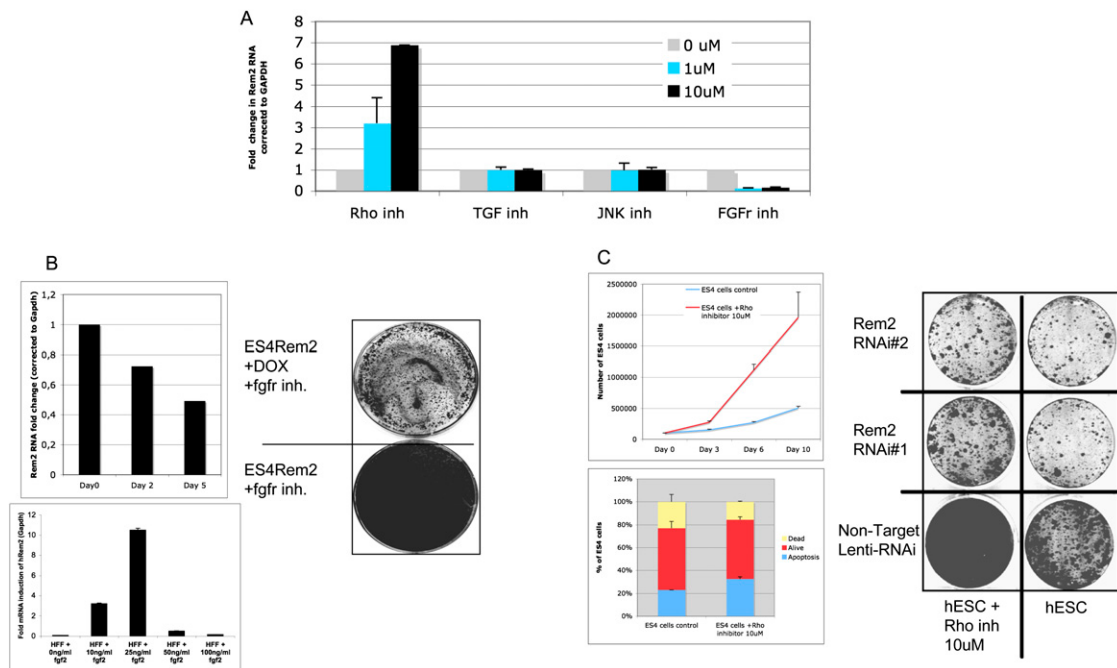 A
Fold change in Rem2 RNA
correcetd to GAPDH
8
7
6
5
4
3
2
1
0
0 uM
1uM
10uM
Rho inh
TGF inh
JNK inh
FGFr inh
B
Rem2 RNA fold change (corrected to Gapdh)
1,2
1
0,8
0,6
0,4
0,2
0
Day0
Day 2
Day 5
Fold mRNA induction of hRem2 (Gapdh)
12
10
8
6
4
2
0
HFF +
0ng/ml
fgf2
HFF +
10ng/ml
fgf2
HFF +
25ng/ml
fgf2
HFF +
50ng/ml
fgf2
HFF +
100ng/ml
fgf2
ES4Rem2
+DOX
+fgfr inh.
ES4Rem2
+fgfr inh.
C
Number of ES4 cells
2500000
2000000
1500000
1000000
500000
0
ES4 cells control
ES4 cells +Rho
inhibitor 10uM
Day 0
Day 3
Day 6
Day 10
% of ES4 cells
120%
100%
80%
60%
40%
20%
0%
Dead
Alive
Apoptosis
ES4 cells control
ES4 cells +Rho
inhibitor 10uM
Rem2
RNAi#2
Rem2
RNAi#1
Non-Target
Lenti-RNAi
hESC +
Rho inh
10uM
hESC